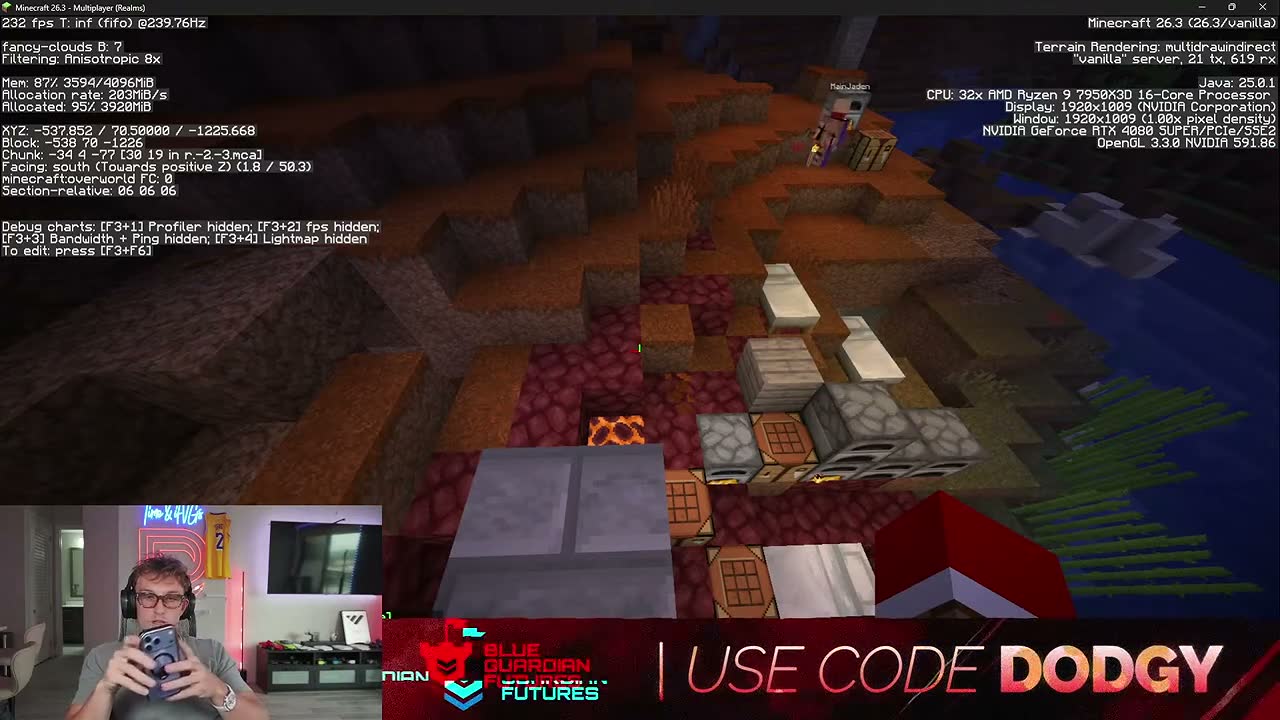 Minecraft 26.3 - Multiplayer (Realms)
232 fps T: inf (fifo) @239.76Hz
fancy-clouds B: 7
Filtering: Anisotropic 8x
Mem: 87% 3594/4096MiB
Allocation rate: 203MiB/s
Allocated: 95% 3920MiB
XYZ: -537.852 / 70.50000 / -1225.668
Block: -538 70 -1226
Chunk: -34 4 -77 [30 19 in r.-2.-3.mca]
Facing: south (Towards positive Z) (1.8 / 50.3)
minecraft:overworld FC: 0
Section-relative: 06 06 06
Debug charts: [F3+1] Profiler hidden; [F3+2] fps hidden;
[F3+3] Bandwidth + Ping hidden; [F3+4] Lightmap hidden
To edit: press [F3+F6]
Minecraft 26.3 (26.3/vanilla)
Terrain Rendering: multidrawindirect
"vanilla" server, 21 tx, 619 rx
Java: 25.0.1
CPU: 32x AMD Ryzen 9 7950X3D 16-Core Processor
Display: 1920x1009 (NVIDIA Corporation)
Window: 1920x1009 (1.00x pixel density)
NVIDIA GeForce RTX 4080 SUPER/PCIe/SSE2
OpenGL 3.3.0 NVIDIA 591.86
MainJaden
2
BLUE
GUARDIAN
FUTURES
FUTURES
USE CODE DODGY